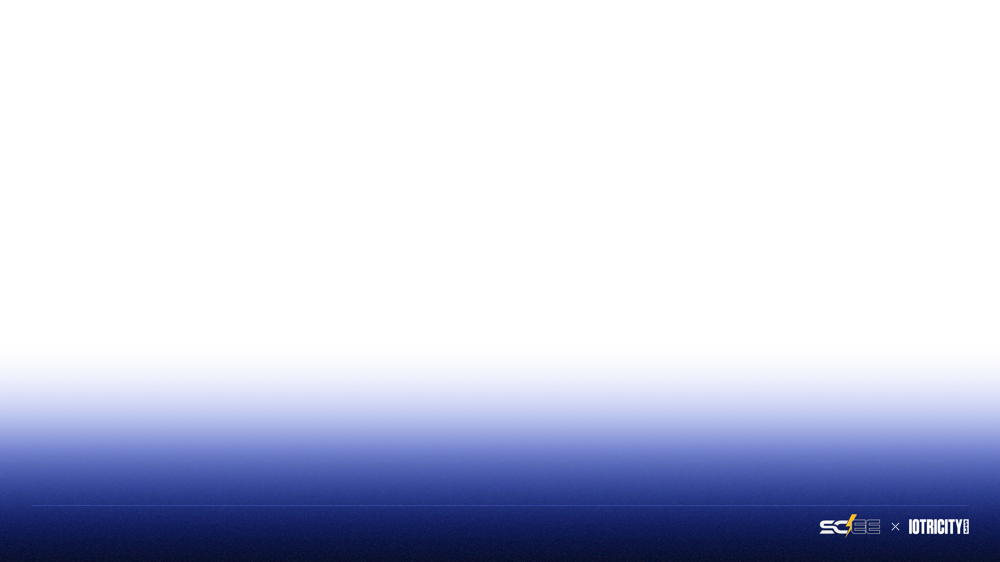 SCEE × IOTRICITY S3